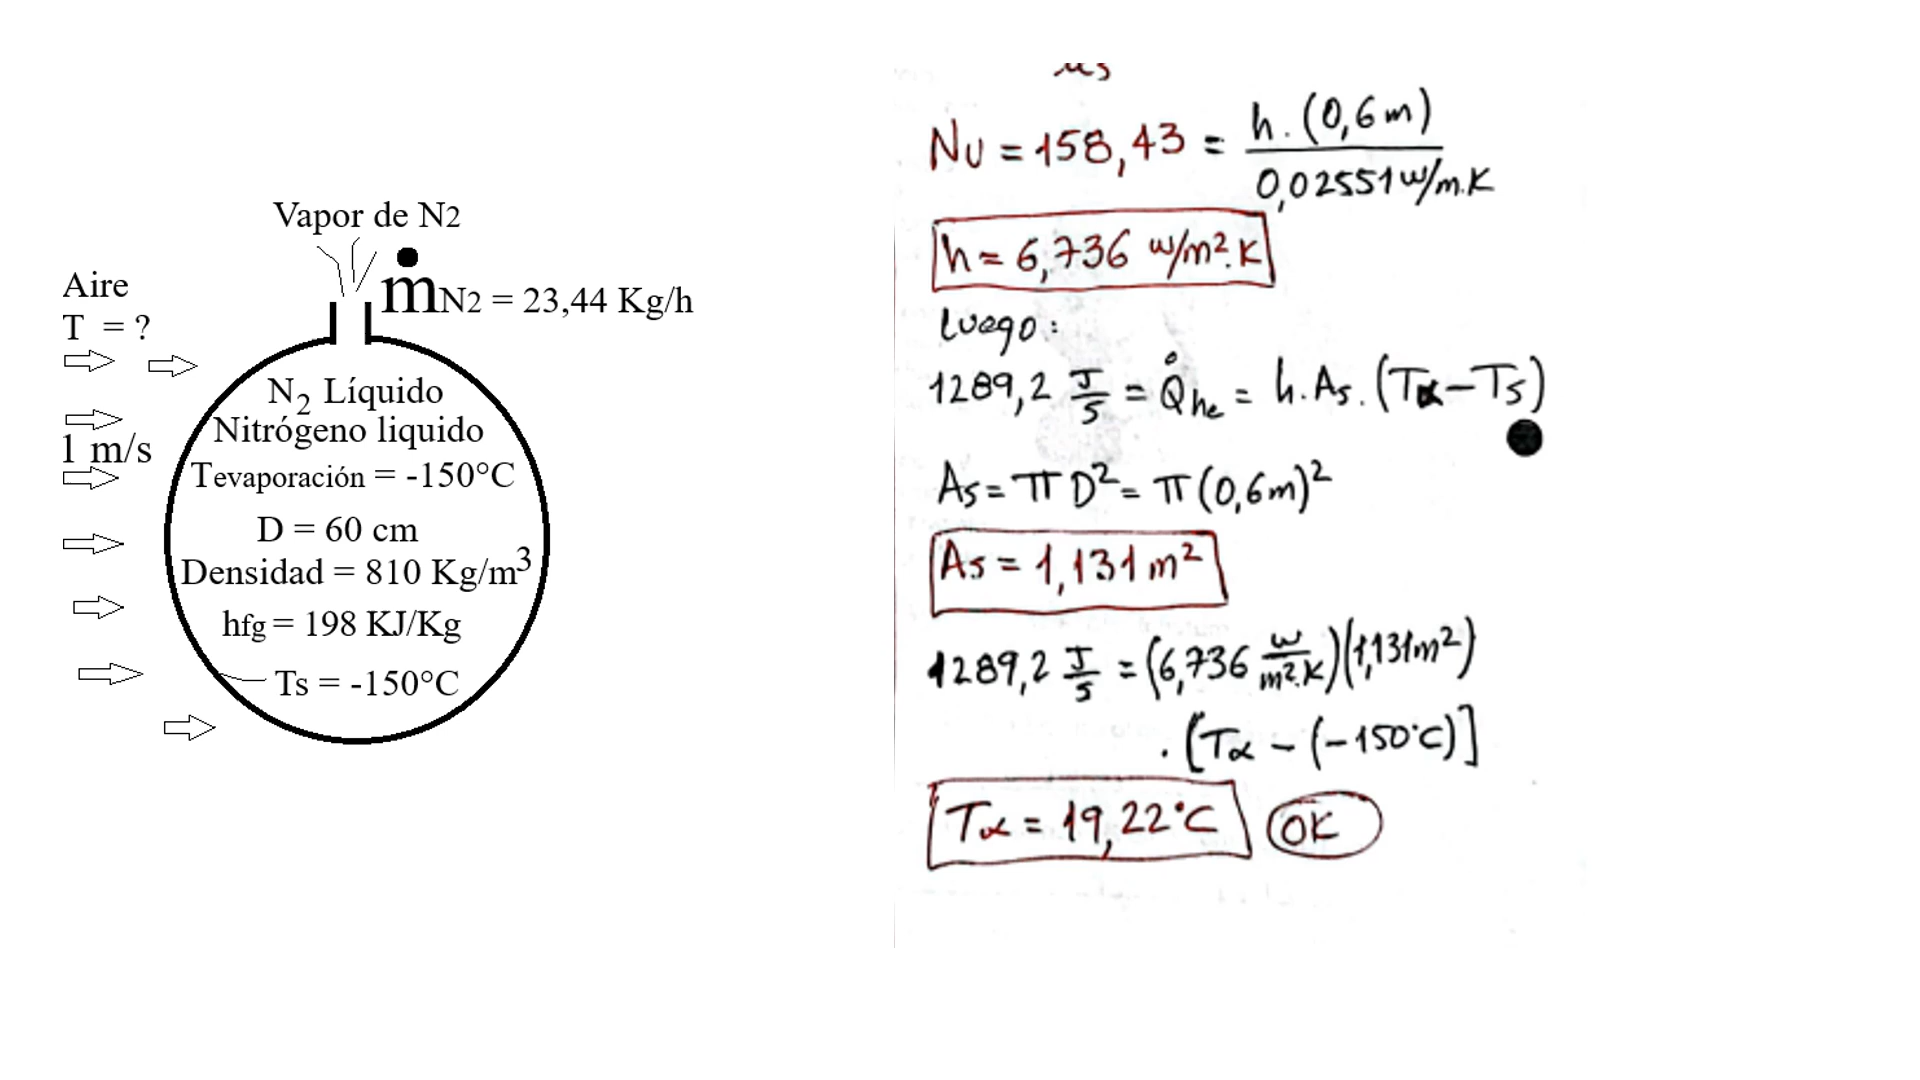 Vapor de N2
ṁN2 = 23,44 Kg/h
Aire
T = ?
1 m/s
N2 Líquido
Nitrógeno liquido
Tevaporación = -150°C
D = 60 cm
Densidad = 810 Kg/m³
hfg = 198 KJ/Kg
Ts = -150°C
Nu = 158,43 = h.(0,6m) / 0,02551 w/m.K
h = 6,736 w/m².K
Luego:
1289,2 J/s = Q̇he = h.As.(Tα-Ts)
As = π D² = π(0,6m)²
As = 1,131 m²
1289,2 J/s = (6,736 w/m².K)(1,131m²)
.[Tα - (-150°C)]
Tα = 19,22°C OK